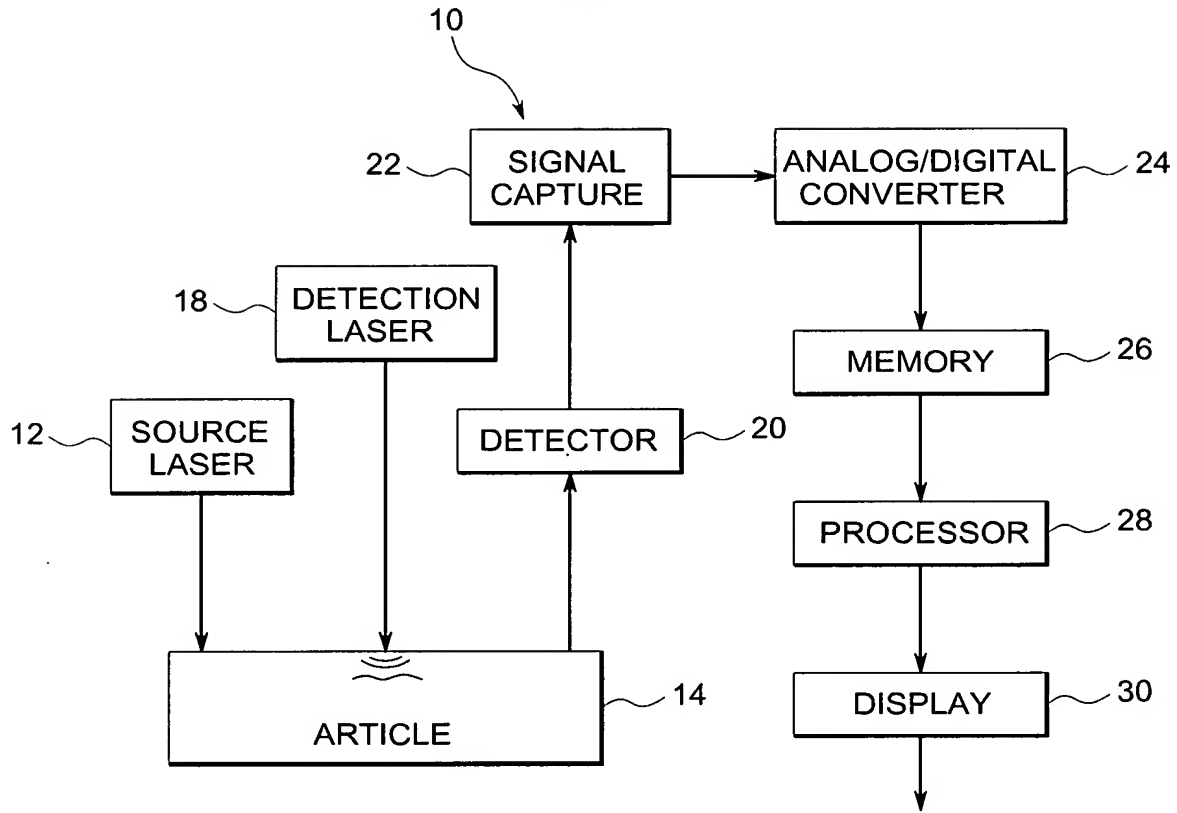 10
22
SIGNAL
CAPTURE
ANALOG/DIGITAL
CONVERTER
24
18
DETECTION
LASER
MEMORY
26
12
SOURCE
LASER
DETECTOR
20
PROCESSOR
28
ARTICLE
14
DISPLAY
30